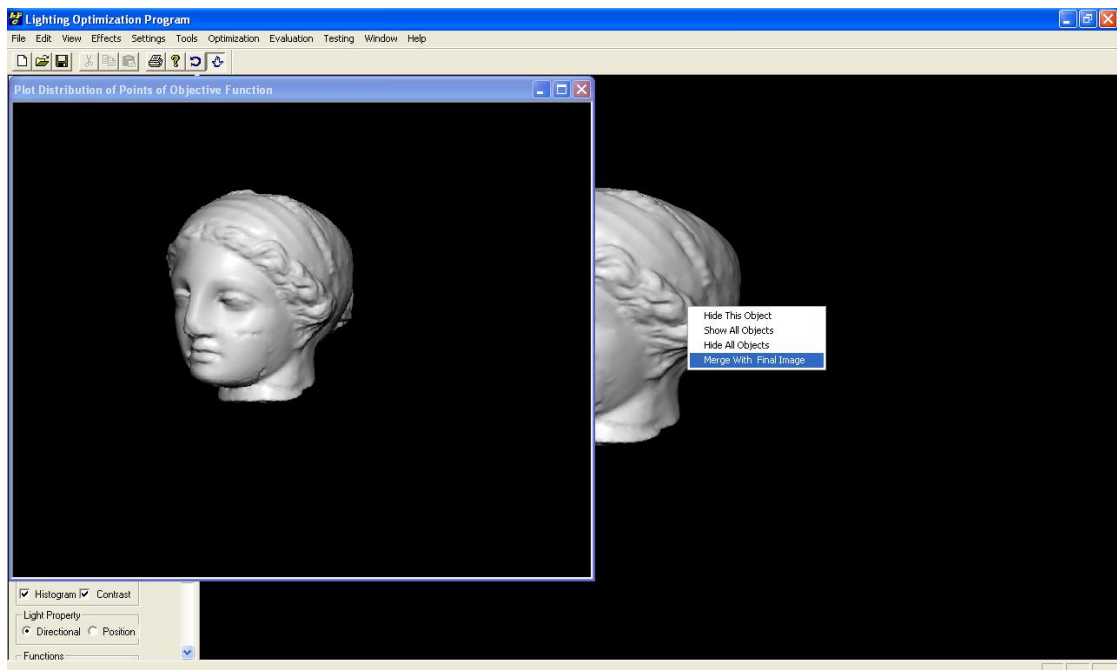 Lighting Optimization Program
File Edit View Effects Settings Tools Optimization Evaluation Testing Window Help
Plot Distribution of Points of Objective Function
Hide This Object
Show All Objects
Hide All Objects
Merge With Final Image
Histogram Contrast
Light Property
Directional Position
Functions